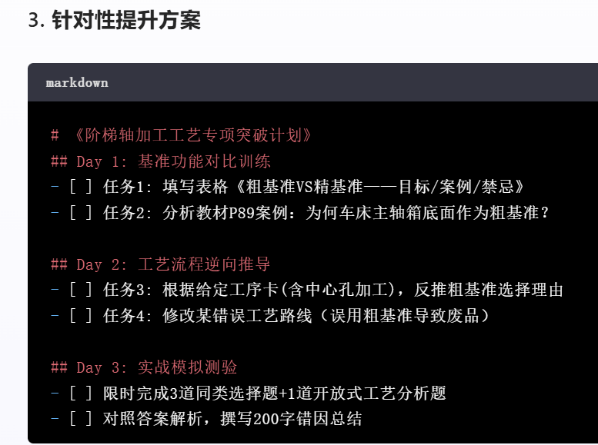 3. 针对性提升方案
markdown
# 《阶梯轴加工工艺专项突破计划》
## Day 1: 基准功能对比训练
- [ ] 任务1: 填写表格《粗基准VS精基准——目标/案例/禁忌》
- [ ] 任务2: 分析教材P89案例: 为何车床主轴箱底面作为粗基准?
## Day 2: 工艺流程逆向推导
- [ ] 任务3: 根据给定工序卡(含中心孔加工), 反推粗基准选择理由
- [ ] 任务4: 修改某错误工艺路线（误用粗基准导致废品）
## Day 3: 实战模拟测验
- [ ] 限时完成3道同类选择题+1道开放式工艺分析题
- [ ] 对照答案解析, 撰写200字错因总结